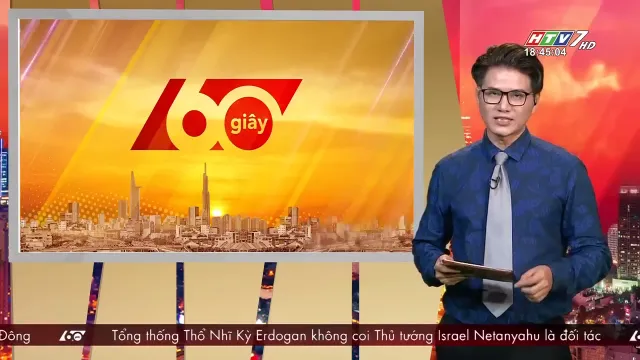 HTV7 HD
18:45:04
60 giây
Đông
60 Tổng thống Thổ Nhĩ Kỳ Erdogan không coi Thủ tướng Israel Netanyahu là đối tác